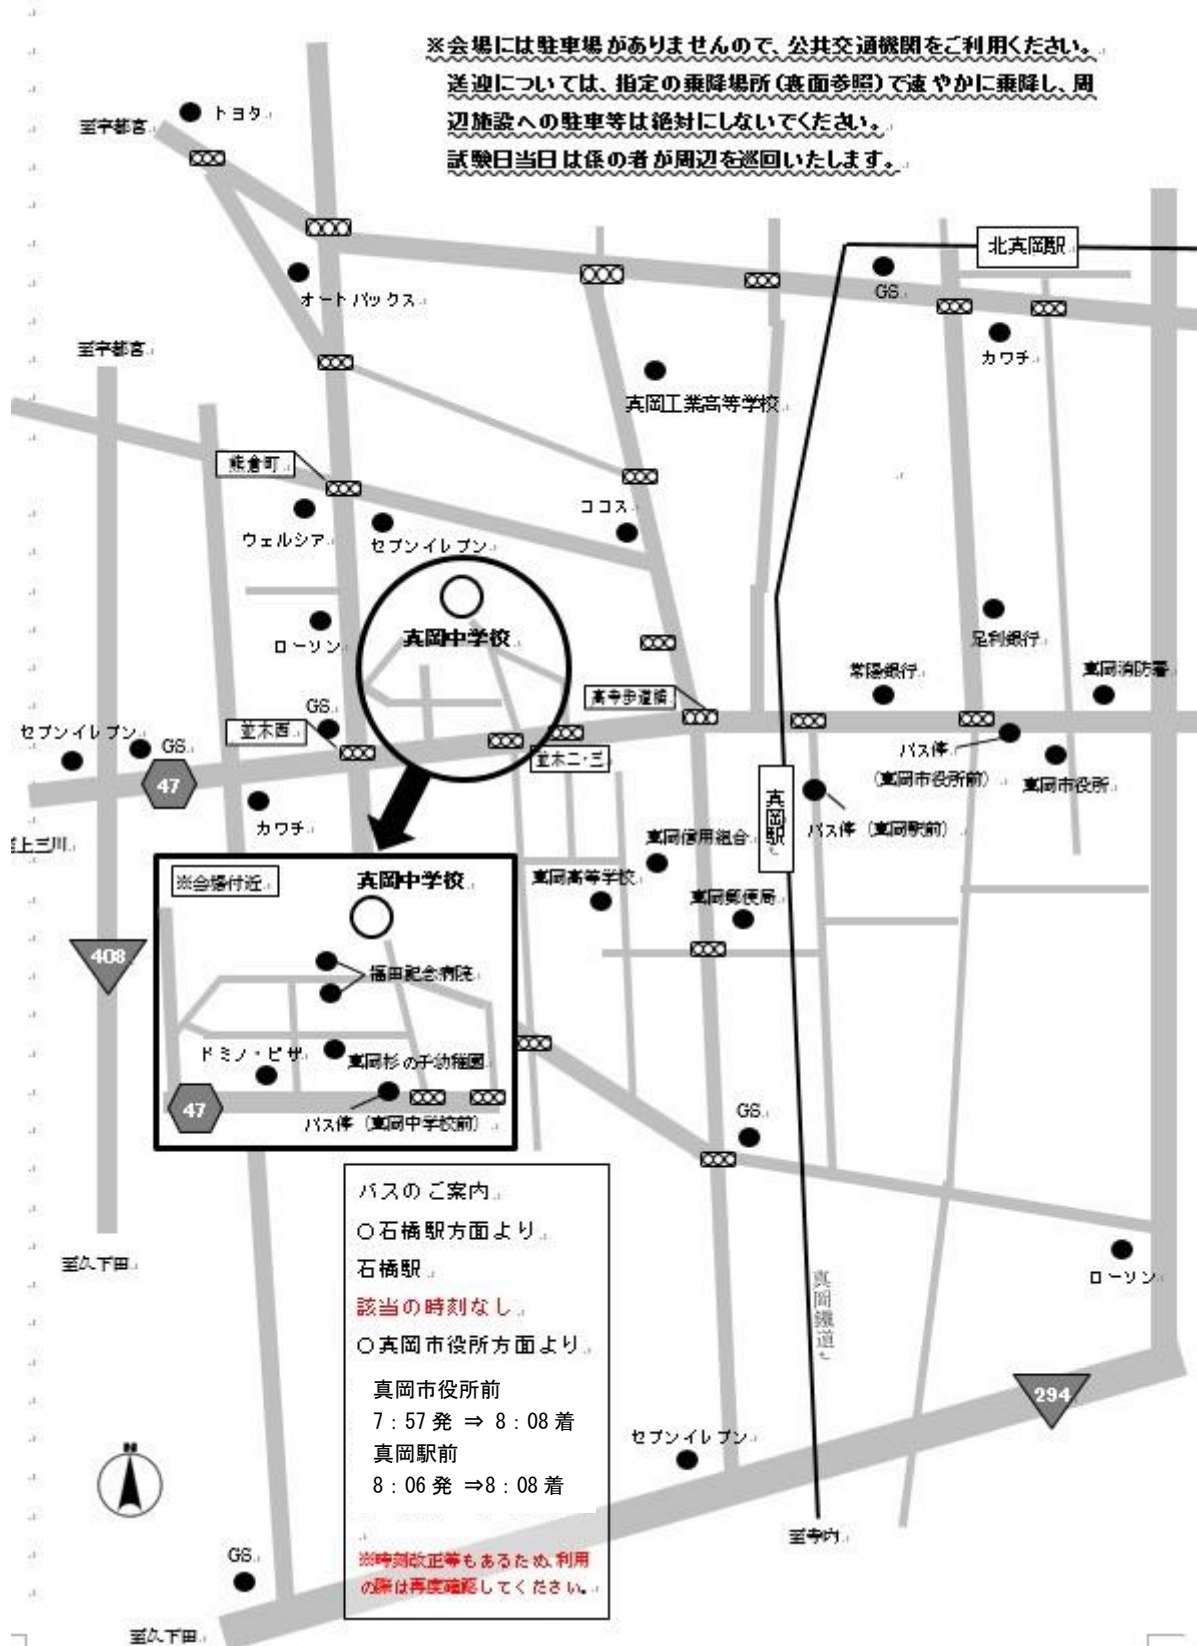 ※会場には駐車場がありませんので、公共交通機関をご利用ください。
送迎については、指定の乗降場所(裏面参照)で速やかに乗降し、周
辺施設への駐車等は絶対にしないでください。
試験日当日は係の者が周辺を巡回いたします。
トヨタ
至宇都宮
北真岡駅
GS
オートバックス
至宇都宮
カワチ
真岡工業高等学校
熊倉町
ココス
ウェルシア
セブンイレブン
真岡中学校
ローソン
足利銀行
常陽銀行
真岡消防署
高寺歩道橋
GS
並木西
セブンイレブン
GS
並木二・三
バス停
(真岡市役所前)
真岡市役所
47
真岡駅
カワチ
バス停(真岡駅前)
至上三川
真岡信用組合
真岡高等学校
真岡郵便局
※会場付近
真岡中学校
408
福田記念病院
ドミノ・ピザ
真岡杉の子幼稚園
47
バス停(真岡中学校前)
GS
バスのご案内
○石橋駅方面より
石橋駅
該当の時刻なし
○真岡市役所方面より
真岡市役所前
7:57発 ⇒ 8:08着
真岡駅前
8:06発 ⇒8:08着
※時刻改正等もあるため、利用
の際は再度確認してください。
至久下田
ローソン
真岡鐵道
294
セブンイレブン
N
至寺内
GS
至久下田